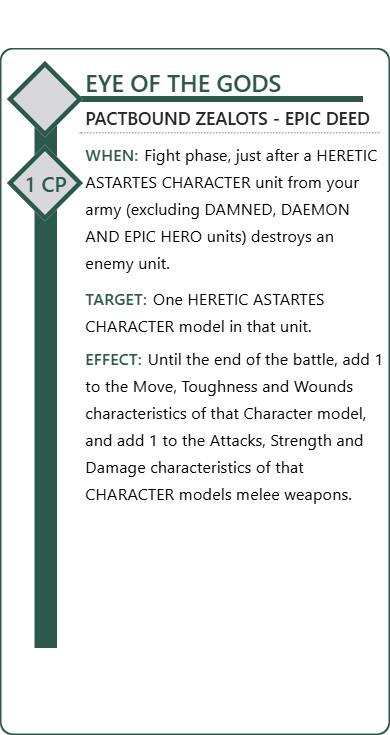 EYE OF THE GODS
PACTBOUND ZEALOTS - EPIC DEED
WHEN: Fight phase, just after a HERETIC
1 CP
ASTARTES CHARACTER unit from your
army (excluding DAMNED, DAEMON
AND EPIC HERO units) destroys an
enemy unit.
TARGET: One HERETIC ASTARTES
CHARACTER model in that unit.
EFFECT: Until the end of the battle, add 1
to the Move, Toughness and Wounds
characteristics of that Character model,
and add 1 to the Attacks, Strength and
Damage characteristics of that
CHARACTER models melee weapons.